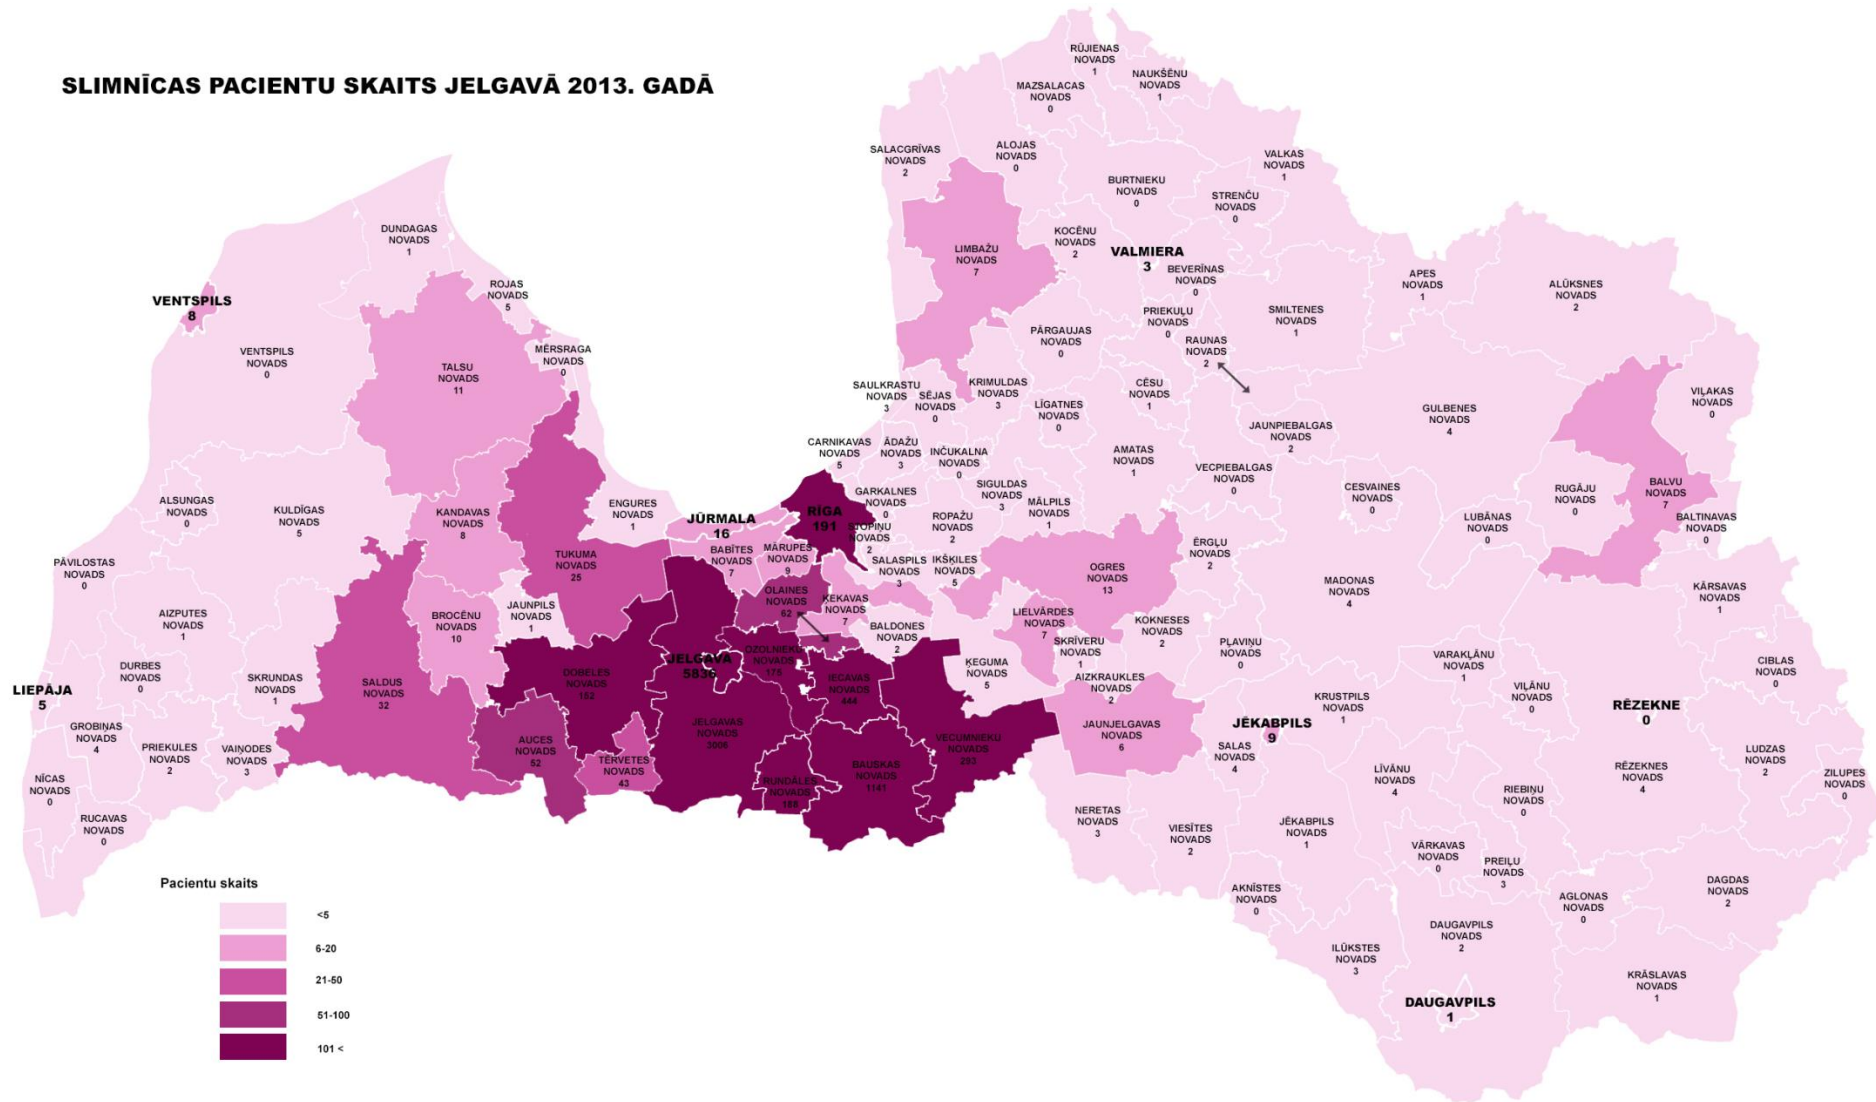 SLIMNĪCAS PACIENTU SKAITS JELGAVĀ 2013. GADĀ
RŪJIENAS
NOVADS
1
NAUKŠĒNU
NOVADS
1
MAZSALACAS
NOVADS
0
SALACGRĪVAS
NOVADS
2
ALOJAS
NOVADS
0
VALKAS
NOVADS
1
BURTNIEKU
NOVADS
0
STRENČU
NOVADS
0
DUNDAGAS
NOVADS
1
LIMBAŽU
NOVADS
7
KOCĒNU
NOVADS
2
VALMIERA
3
BEVERĪNAS
NOVADS
0
APES
NOVADS
1
ALŪKSNES
NOVADS
2
ROJAS
NOVADS
5
VENTSPILS
8
PRIEKUĻU
NOVADS
0
SMILTENES
NOVADS
1
PĀRGAUJAS
NOVADS
0
RAUNAS
NOVADS
2
VENTSPILS
NOVADS
0
MĒRSRAGA
NOVADS
0
TALSU
NOVADS
11
SAULKRASTU
NOVADS
3
SĒJAS
NOVADS
0
KRIMULDAS
NOVADS
3
CĒSU
NOVADS
1
LĪGATNES
NOVADS
0
GULBENES
NOVADS
4
VIĻAKAS
NOVADS
0
JAUNPIEBALGAS
NOVADS
2
CARNIKAVAS
NOVADS
5
ĀDAŽU
NOVADS
3
INČUKALNA
NOVADS
0
AMATAS
NOVADS
1
VECPIEBALGAS
NOVADS
0
SIGULDAS
NOVADS
3
CESVAINES
NOVADS
0
RUGĀJU
NOVADS
0
BALVU
NOVADS
7
ALSUNGAS
NOVADS
0
KULDĪGAS
NOVADS
5
KANDAVAS
NOVADS
8
ENGURES
NOVADS
1
JŪRMALA
16
RĪGA
191
GARKALNES
NOVADS
0
ROPAŽU
NOVADS
2
MĀLPILS
NOVADS
1
LUBĀNAS
NOVADS
0
BALTINAVAS
NOVADS
0
STOPIŅU
NOVADS
2
TUKUMA
NOVADS
25
BABĪTES
NOVADS
7
MĀRUPES
NOVADS
9
SALASPILS
NOVADS
3
IKŠĶILES
NOVADS
5
OGRES
NOVADS
13
ĒRGĻU
NOVADS
2
PĀVILOSTAS
NOVADS
0
MADONAS
NOVADS
4
KĀRSAVAS
NOVADS
1
AIZPUTES
NOVADS
1
BROCĒNU
NOVADS
10
JAUNPILS
NOVADS
1
OLAINES
NOVADS
62
ĶEKAVAS
NOVADS
7
BALDONES
NOVADS
2
LIELVĀRDES
NOVADS
7
SKRĪVERU
NOVADS
1
KOKNESES
NOVADS
2
PĻAVIŅU
NOVADS
0
VARAKĻĀNU
NOVADS
1
DURBES
NOVADS
0
SKRUNDAS
NOVADS
1
SALDUS
NOVADS
32
DOBELES
NOVADS
152
JELGAVA
5836
OZOLNIEKU
NOVADS
175
IECAVAS
NOVADS
444
ĶEGUMA
NOVADS
5
AIZKRAUKLES
NOVADS
2
CIBLAS
NOVADS
0
VIĻĀNU
NOVADS
0
LIEPĀJA
5
KRUSTPILS
NOVADS
1
RĒZEKNE
0
GROBIŅAS
NOVADS
4
JELGAVAS
NOVADS
3006
JAUNJELGAVAS
NOVADS
6
JĒKABPILS
9
PRIEKULES
NOVADS
2
VAIŅODES
NOVADS
3
AUCES
NOVADS
52
TĒRVETES
NOVADS
43
RUNDĀLES
NOVADS
188
BAUSKAS
NOVADS
1141
VECUMNIEKU
NOVADS
293
SALAS
NOVADS
4
LĪVĀNU
NOVADS
4
RĒZEKNES
NOVADS
4
LUDZAS
NOVADS
2
ZILUPES
NOVADS
0
NĪCAS
NOVADS
0
RIEBIŅU
NOVADS
0
RUCAVAS
NOVADS
0
NERETAS
NOVADS
3
VIESĪTES
NOVADS
2
JĒKABPILS
NOVADS
1
VĀRKAVAS
NOVADS
0
PREIĻU
NOVADS
3
DAGDAS
NOVADS
2
AKNĪSTES
NOVADS
0
AGLONAS
NOVADS
0
DAUGAVPILS
NOVADS
2
ILŪKSTES
NOVADS
3
KRĀSLAVAS
NOVADS
1
DAUGAVPILS
1
Pacientu skaits
<5
6-20
21-50
51-100
101 <